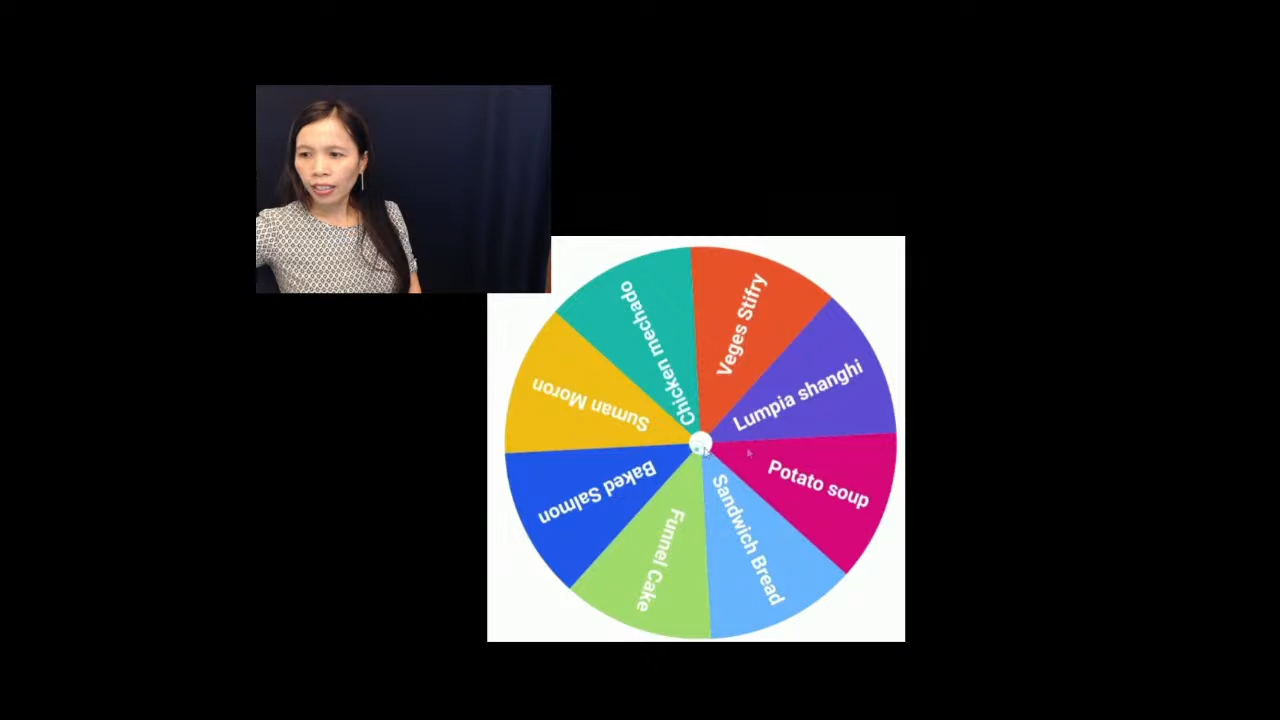 Veges Stifry
Lumpia shanghi
Potato soup
Sandwich Bread
Funnel Cake
Baked Salmon
Suman Moron
Chicken mechado